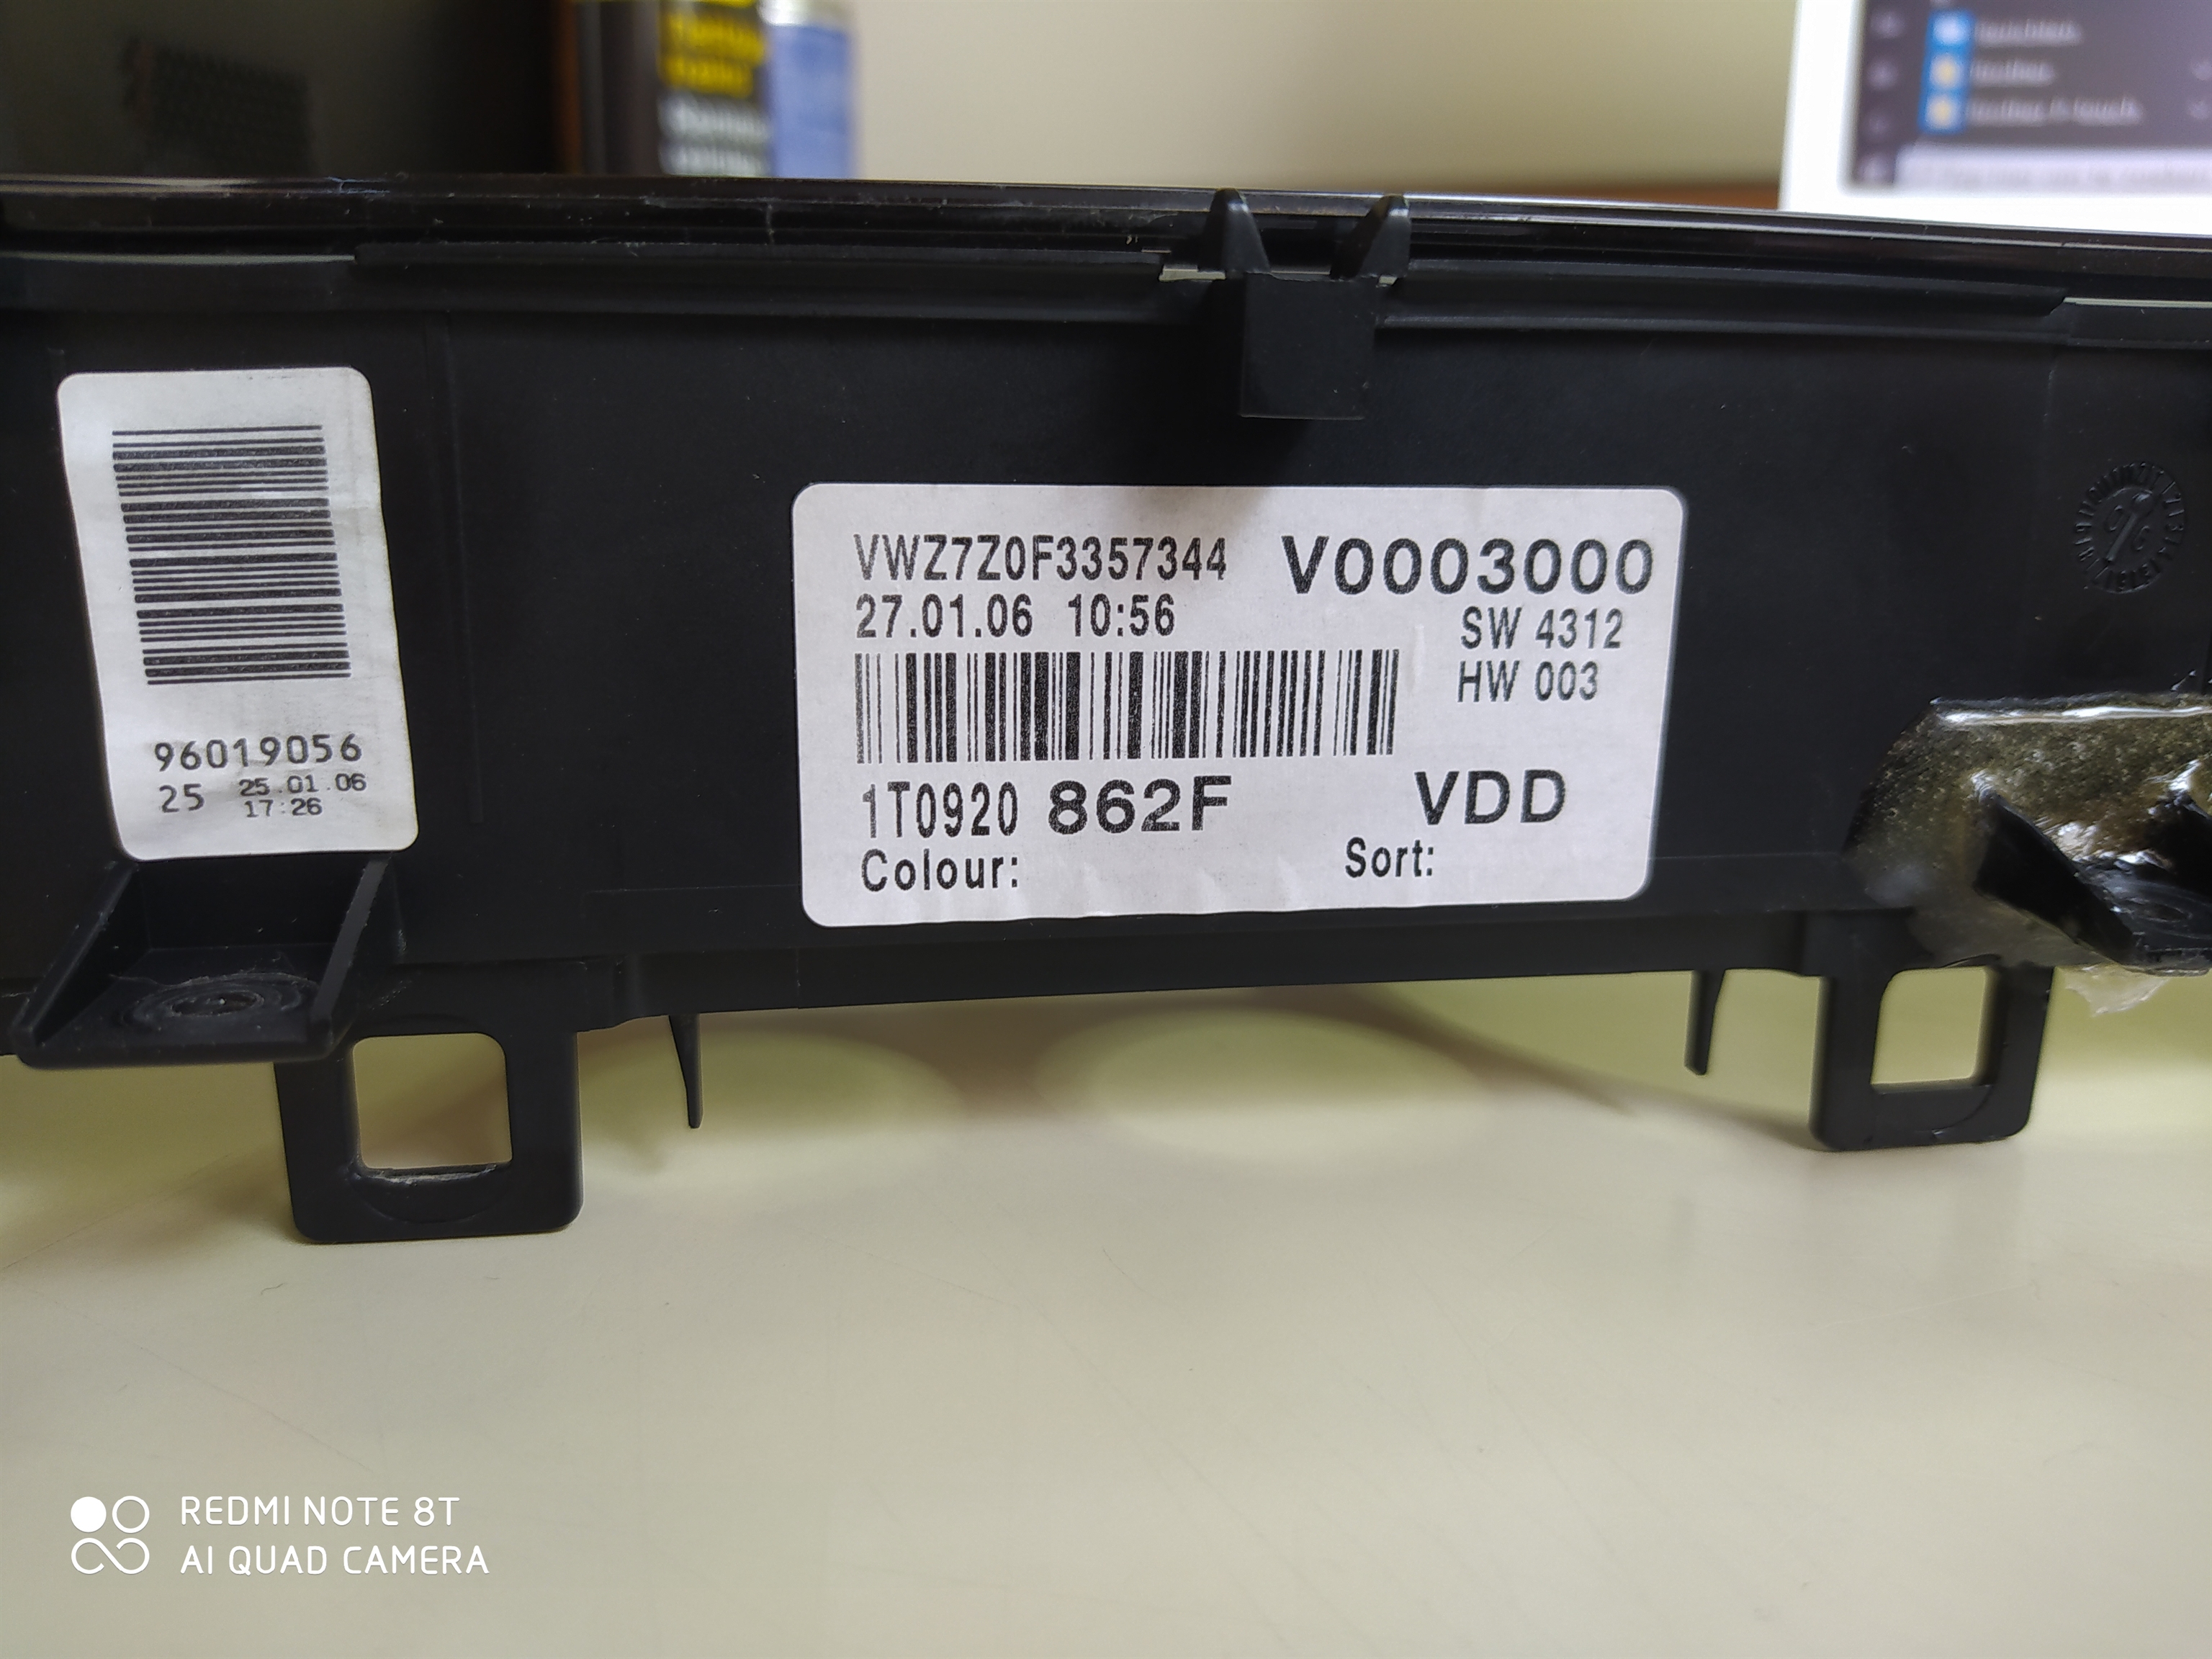 96019056
25 25.01.06
17:26
VWZ7Z0F3357344 V0003000
27.01.06 10:56 SW 4312
HW 003
1T0920 862F VDD
Colour: Sort:
REDMI NOTE 8T
AI QUAD CAMERA